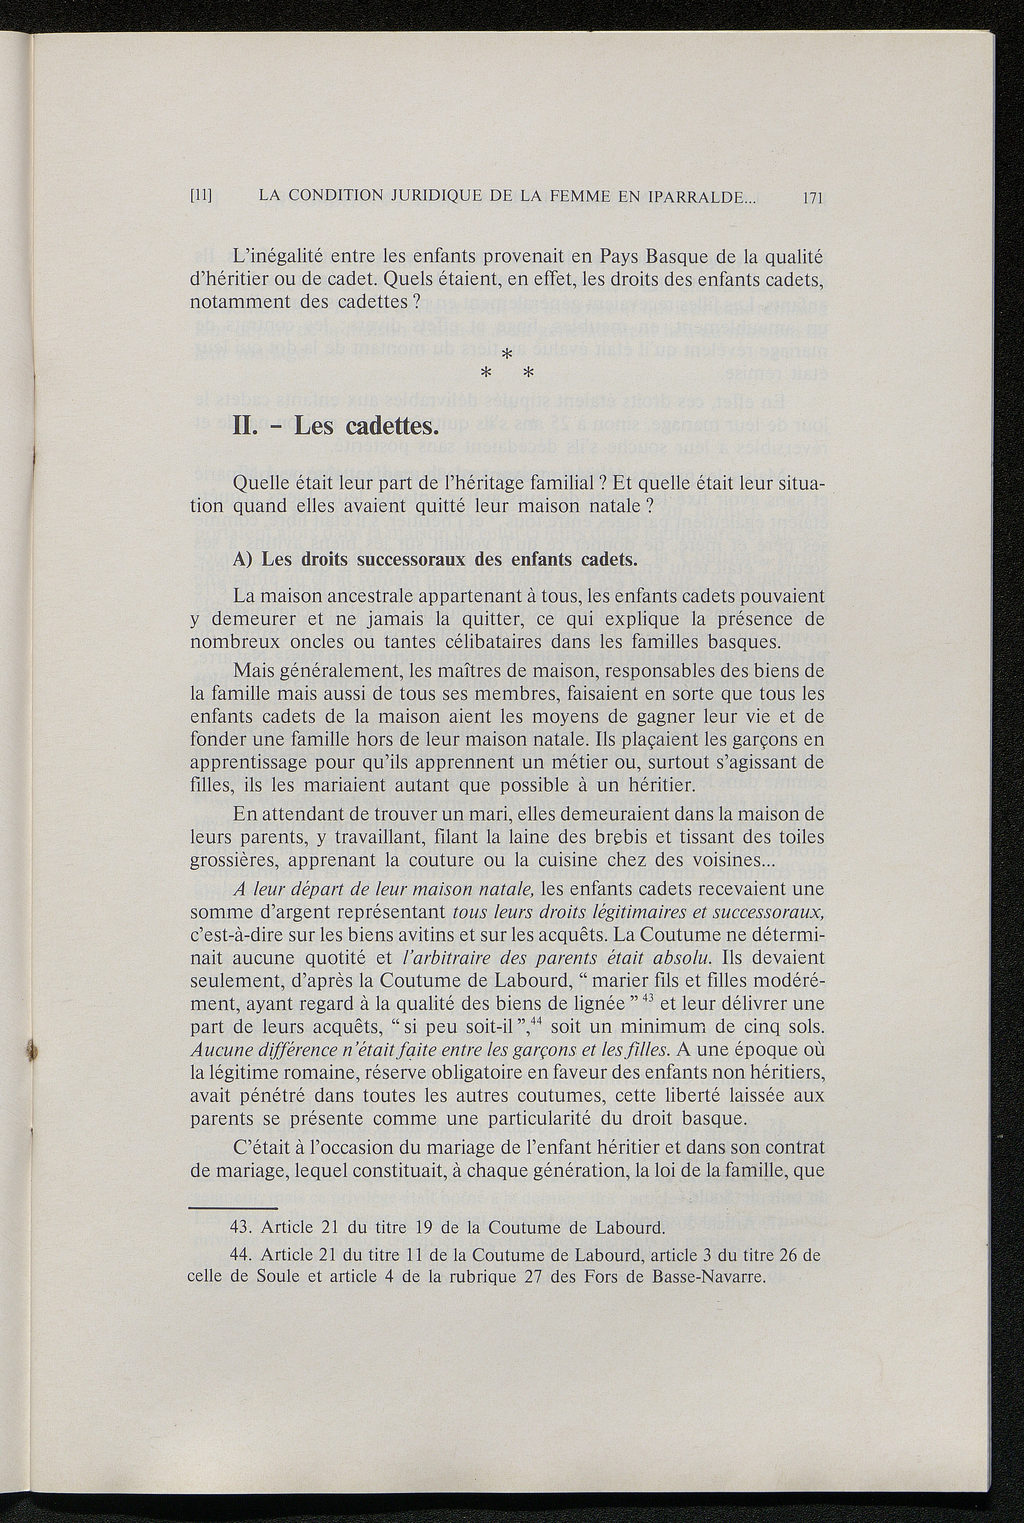 [11] LA CONDITION JURIDIQUE DE LA FEMME EN IPARRALDE... 171
L'inégalité entre les enfants provenait en Pays Basque de la qualité
d'héritier ou de cadet. Quels étaient, en effet, les droits des enfants cadets,
notamment des cadettes ?
*
* *
II. – Les cadettes.
Quelle était leur part de l'héritage familial ? Et quelle était leur situa-
tion quand elles avaient quitté leur maison natale ?
A) Les droits successoraux des enfants cadets.
La maison ancestrale appartenant à tous, les enfants cadets pouvaient
y demeurer et ne jamais la quitter, ce qui explique la présence de
nombreux oncles ou tantes célibataires dans les familles basques.
Mais généralement, les maîtres de maison, responsables des biens de
la famille mais aussi de tous ses membres, faisaient en sorte que tous les
enfants cadets de la maison aient les moyens de gagner leur vie et de
fonder une famille hors de leur maison natale. Ils plaçaient les garçons en
apprentissage pour qu'ils apprennent un métier ou, surtout s'agissant de
filles, ils les mariaient autant que possible à un héritier.
En attendant de trouver un mari, elles demeuraient dans la maison de
leurs parents, y travaillant, filant la laine des brebis et tissant des toiles
grossières, apprenant la couture ou la cuisine chez des voisines...
A leur départ de leur maison natale, les enfants cadets recevaient une
somme d'argent représentant tous leurs droits légitimaires et successoraux,
c'est-à-dire sur les biens avitins et sur les acquêts. La Coutume ne détermi-
nait aucune quotité et l'arbitraire des parents était absolu. Ils devaient
seulement, d'après la Coutume de Labourd, “ marier fils et filles modéré-
ment, ayant regard à la qualité des biens de lignée ” 43 et leur délivrer une
part de leurs acquêts, “ si peu soit-il ”,44 soit un minimum de cinq sols.
Aucune différence n'était faite entre les garçons et les filles. A une époque où
la légitime romaine, réserve obligatoire en faveur des enfants non héritiers,
avait pénétré dans toutes les autres coutumes, cette liberté laissée aux
parents se présente comme une particularité du droit basque.
C'était à l'occasion du mariage de l'enfant héritier et dans son contrat
de mariage, lequel constituait, à chaque génération, la loi de la famille, que
43. Article 21 du titre 19 de la Coutume de Labourd.
44. Article 21 du titre 11 de la Coutume de Labourd, article 3 du titre 26 de
celle de Soule et article 4 de la rubrique 27 des Fors de Basse-Navarre.